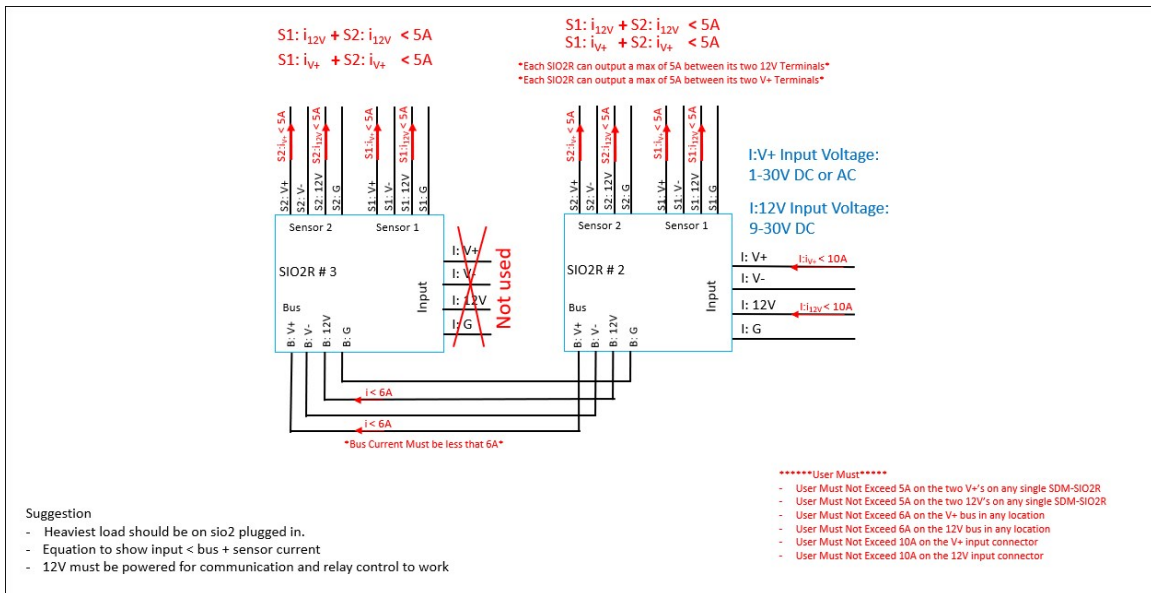 S1: i12V + S2: i12V < 5A
S1: iV+ + S2: iV+ < 5A
S1: i12V + S2: i12V < 5A
S1: iV+ + S2: iV+ < 5A
*Each SIO2R can output a max of 5A between its two 12V Terminals*
*Each SIO2R can output a max of 5A between its two V+ Terminals*
S2:iV+ < 5A
S2:i12V < 5A
S1:iV+ < 5A
S1:i12V < 5A
S2: V+
S2: V-
S2: 12V
S2: G
S1: V+
S1: V-
S1: 12V
S1: G
Sensor 2
Sensor 1
SIO2R # 3
Bus
Input
I: V+
I: V-
I: 12V
I: G
Not used
B: V+
B: V-
B: 12V
B: G
S2:iV+ < 5A
S2:i12V < 5A
S1:iV+ < 5A
S1:i12V < 5A
S2: V+
S2: V-
S2: 12V
S2: G
S1: V+
S1: V-
S1: 12V
S1: G
Sensor 2
Sensor 1
SIO2R # 2
Bus
Input
I: V+
I: V-
I: 12V
I: G
I:iV+ < 10A
I:i12V < 10A
B: V+
B: V-
B: 12V
B: G
I:V+ Input Voltage:
1-30V DC or AC
I:12V Input Voltage:
9-30V DC
i < 6A
i < 6A
*Bus Current Must be less that 6A*
Suggestion
- Heaviest load should be on sio2 plugged in.
- Equation to show input < bus + sensor current
- 12V must be powered for communication and relay control to work
******User Must*****
- User Must Not Exceed 5A on the two V+'s on any single SDM-SIO2R
- User Must Not Exceed 5A on the two 12V's on any single SDM-SIO2R
- User Must Not Exceed 6A on the V+ bus in any location
- User Must Not Exceed 6A on the 12V bus in any location
- User Must Not Exceed 10A on the V+ input connector
- User Must Not Exceed 10A on the 12V input connector